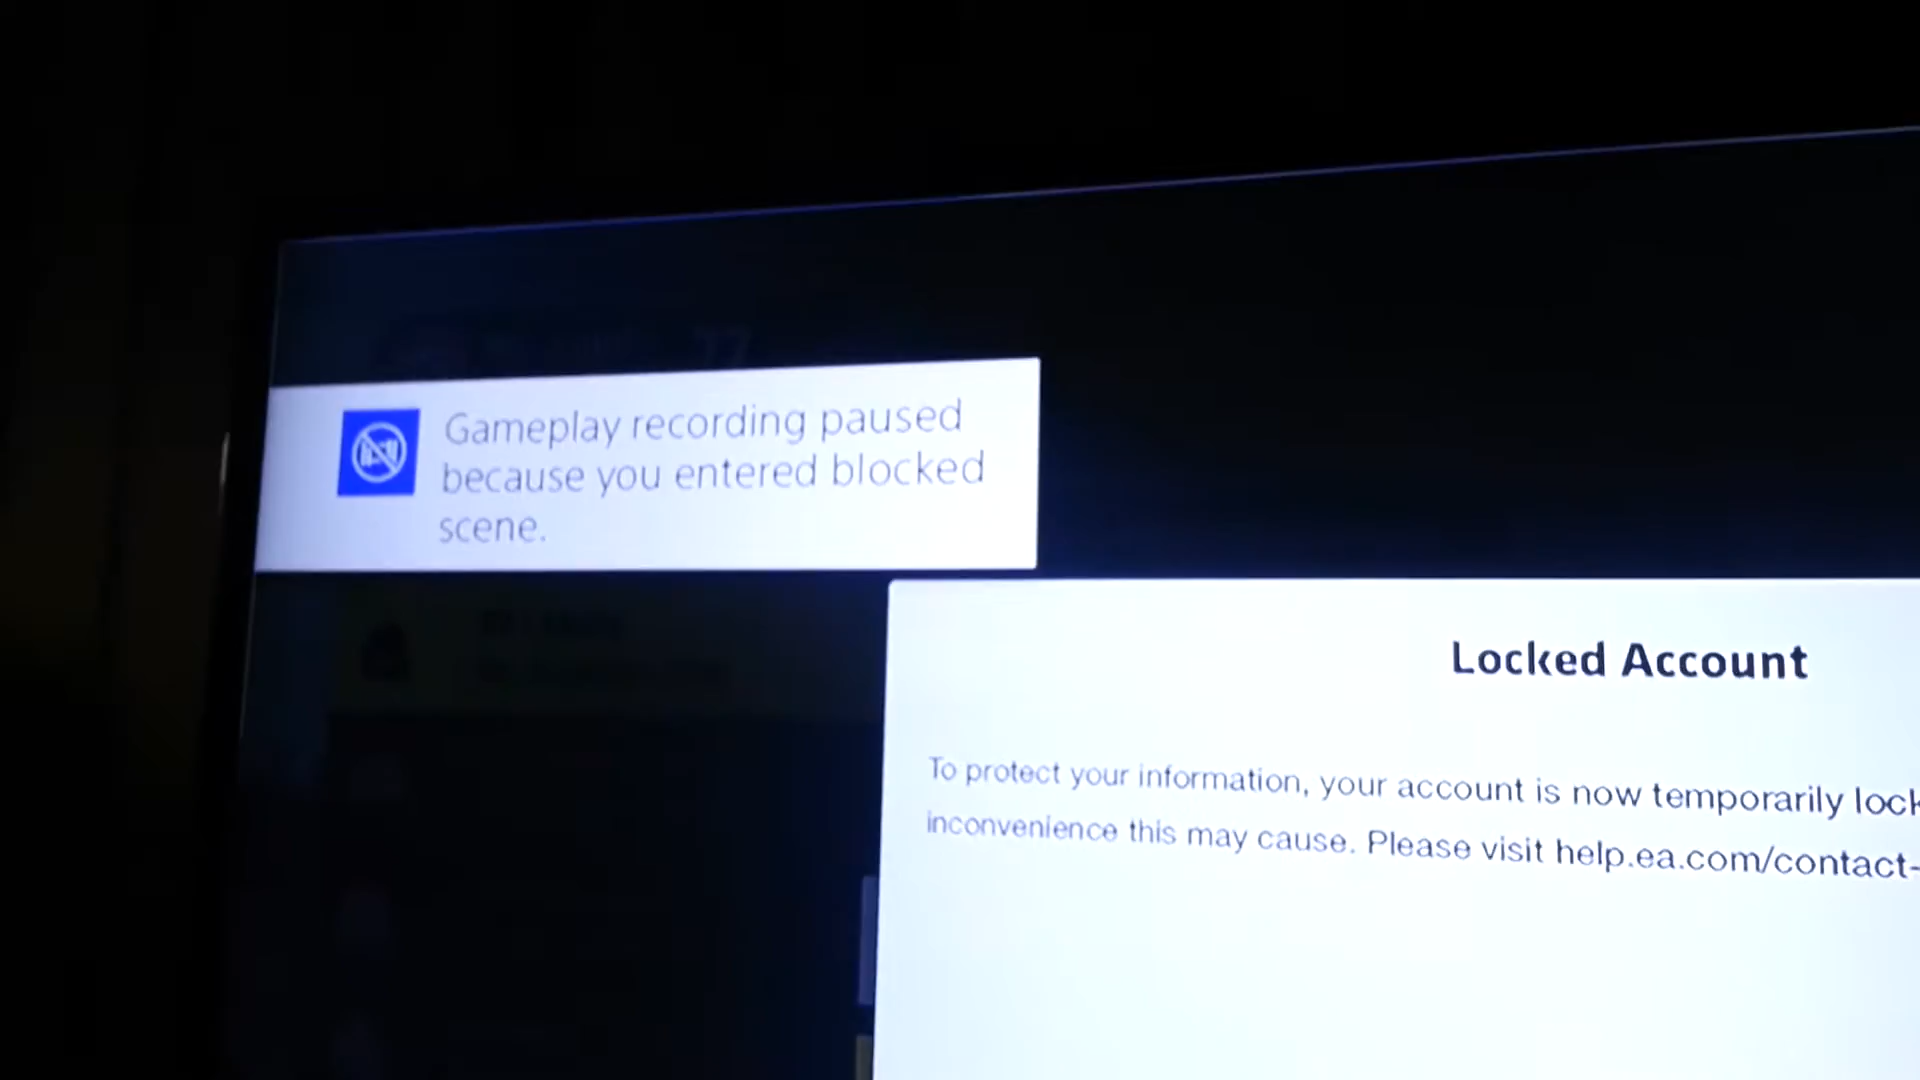 Gameplay recording paused
because you entered blocked
scene.
Locked Account
To protect your information, your account is now temporarily lock
inconvenience this may cause. Please visit help.ea.com/contact-